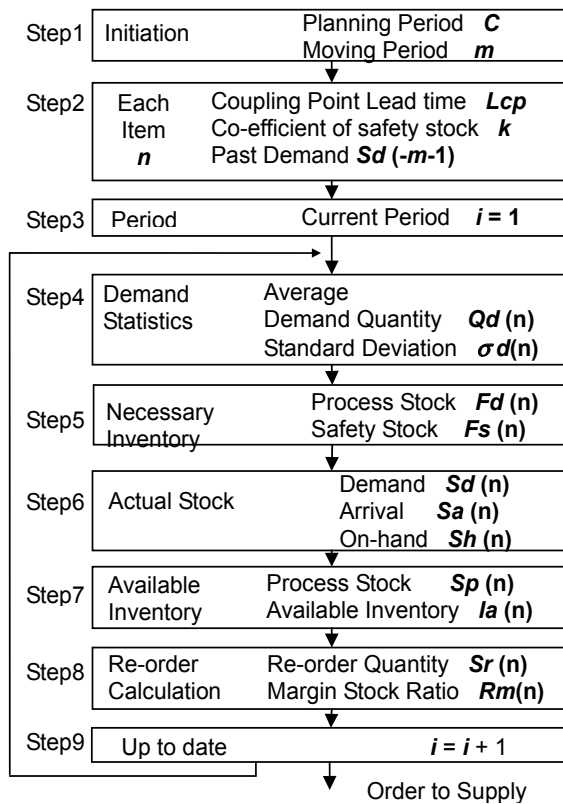 Step1 Initiation Planning Period C
Moving Period m
Step2 Each Coupling Point Lead time Lcp
Item Co-efficient of safety stock k
n Past Demand Sd (-m-1)
Step3 Period Current Period i = 1
Step4 Demand Average
Statistics Demand Quantity Qd (n)
Standard Deviation σd(n)
Step5 Necessary Process Stock Fd (n)
Inventory Safety Stock Fs (n)
Step6 Actual Stock Demand Sd (n)
Arrival Sa (n)
On-hand Sh (n)
Step7 Available Process Stock Sp (n)
Inventory Available Inventory Ia (n)
Step8 Re-order Re-order Quantity Sr (n)
Calculation Margin Stock Ratio Rm(n)
Step9 Up to date i = i + 1
Order to Supply